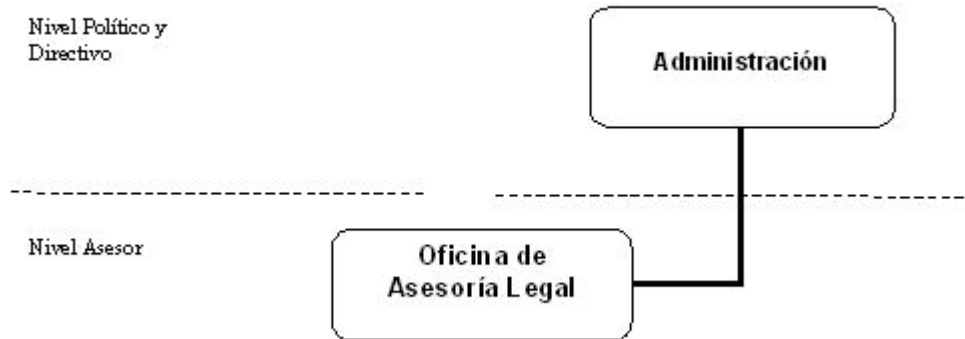 Nivel Político y
Directivo
Administración
Nivel Asesor
Oficina de
Asesoría Legal